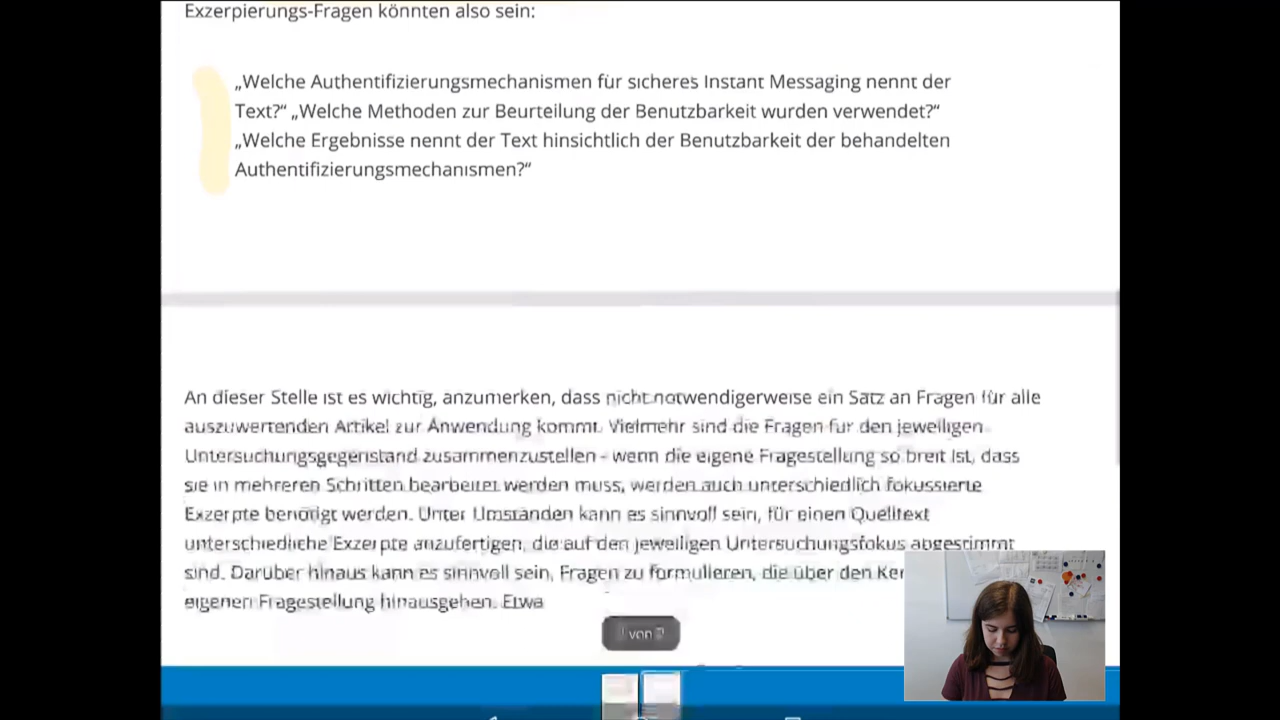 Exzerpierungs-Fragen könnten also sein:
„Welche Authentifizierungsmechanismen für sicheres Instant Messaging nennt der
Text?“ „Welche Methoden zur Beurteilung der Benutzbarkeit wurden verwendet?“
„Welche Ergebnisse nennt der Text hinsichtlich der Benutzbarkeit der behandelten
Authentifizierungsmechanismen?“
An dieser Stelle ist es wichtig, anzumerken, dass nicht notwendigerweise ein Satz an Fragen für alle
auszuwertenden Artikel zur Anwendung kommt. Vielmehr sind die Fragen für den jeweiligen
Untersuchungsgegenstand zusammenzustellen - wenn die eigene Fragestellung so breit ist, dass
sie in mehreren Schritten bearbeitet werden muss, werden auch unterschiedlich fokussierte
Exzerpte benötigt werden. Unter Umständen kann es sinnvoll sein, für einen Quelltext
unterschiedliche Exzerpte anzufertigen, die auf den jeweiligen Untersuchungsfokus abgestimmt
sind. Darüber hinaus kann es sinnvoll sein, Fragen zu formulieren, die über den
eigenen Fragestellung hinausgehen. Etwa
von